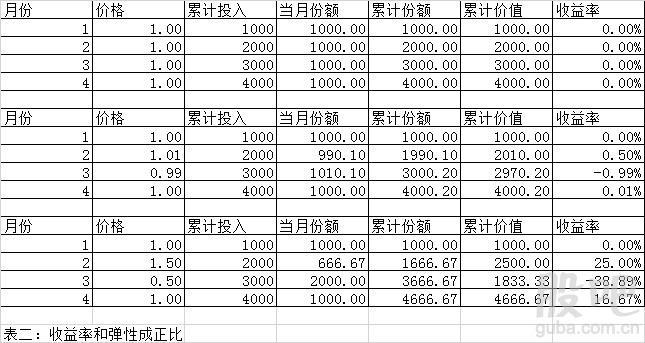 月份 价格 累计投入 当月份额 累计份额 累计价值 收益率
1 1.00 1000 1000.00 1000.00 1000.00 0.00%
2 1.00 2000 1000.00 2000.00 2000.00 0.00%
3 1.00 3000 1000.00 3000.00 3000.00 0.00%
4 1.00 4000 1000.00 4000.00 4000.00 0.00%
月份 价格 累计投入 当月份额 累计份额 累计价值 收益率
1 1.00 1000 1000.00 1000.00 1000.00 0.00%
2 1.01 2000 990.10 1990.10 2010.00 0.50%
3 0.99 3000 1010.10 3000.20 2970.20 -0.99%
4 1.00 4000 1000.00 4000.20 4000.20 0.01%
月份 价格 累计投入 当月份额 累计份额 累计价值 收益率
1 1.00 1000 1000.00 1000.00 1000.00 0.00%
2 1.50 2000 666.67 1666.67 2500.00 25.00%
3 0.50 3000 2000.00 3666.67 1833.33 -38.89%
4 1.00 4000 1000.00 4666.67 4666.67 16.67%
表二：收益率和弹性成正比
股吧
guba.com.cn